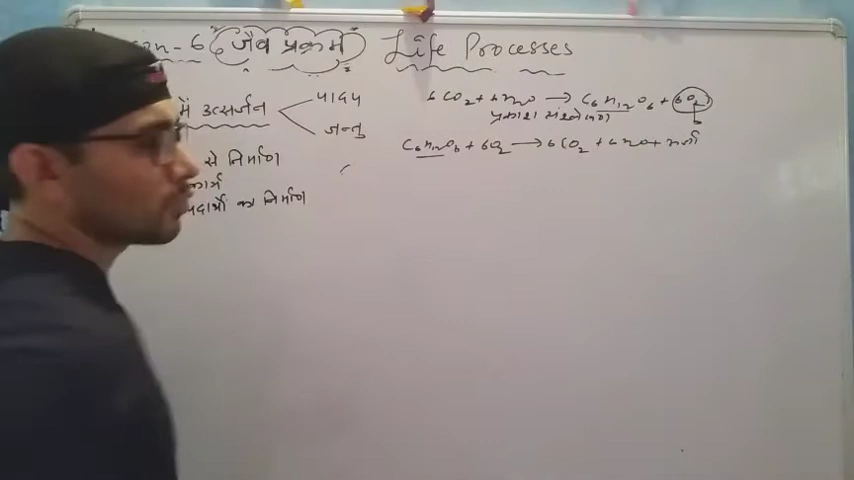 6 जैव प्रक्रम Life Processes
में उत्सर्जन पादप
जन्तु
से निर्माण
कार्य
पदार्थों का निर्माण
6CO₂ + 6H₂O → C₆H₁₂O₆ + 6O₂
प्रकाश संश्लेषण
C₆H₁₂O₆ + 6O₂ → 6CO₂ + 6H₂O + ऊर्जा